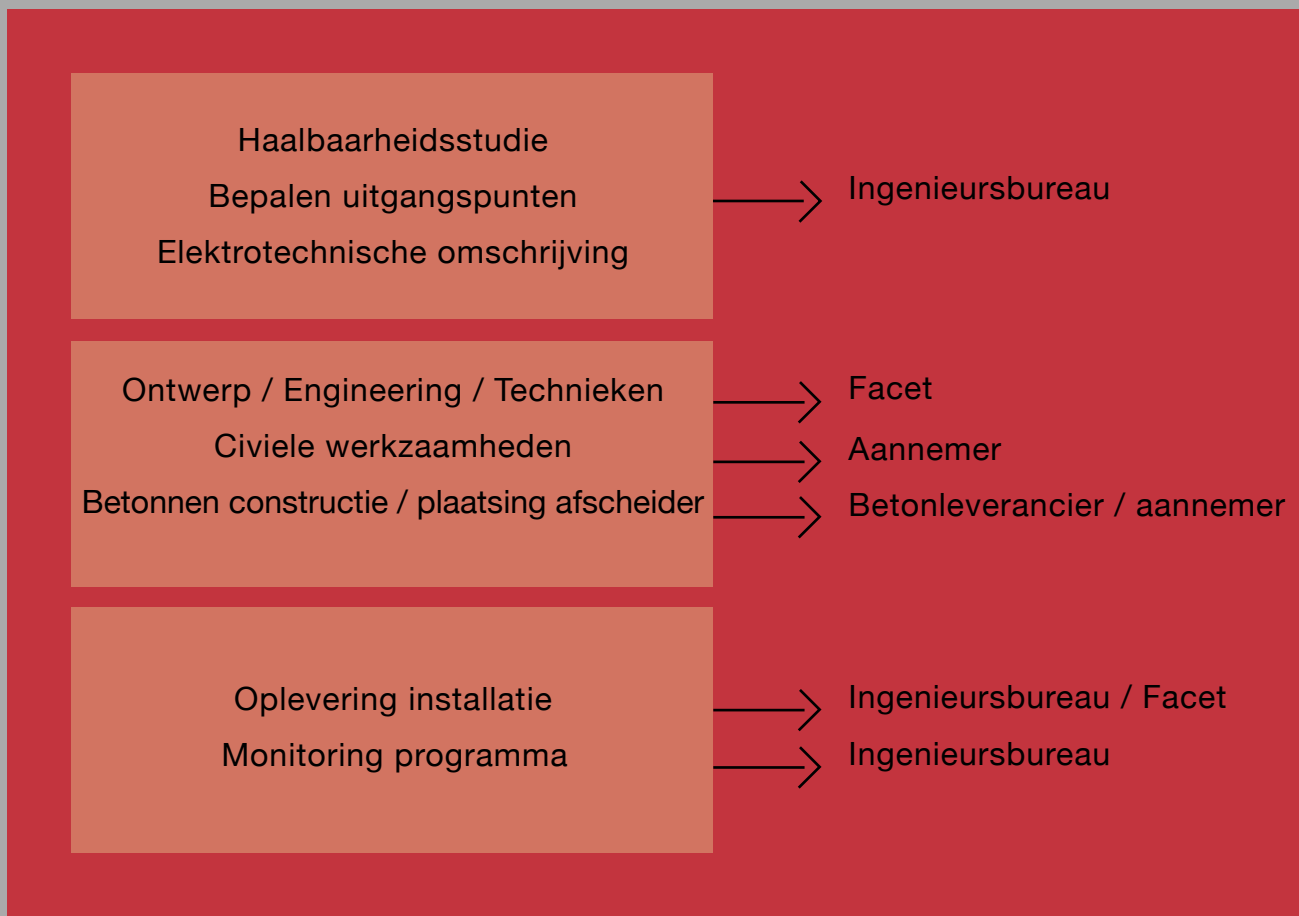 Haalbaarheidsstudie
Bepalen uitgangspunten
Elektrotechnische omschrijving
Ingenieursbureau
Ontwerp / Engineering / Technieken
Facet
Civiele werkzaamheden
Aannemer
Betonnen constructie / plaatsing afscheider
Betonleverancier / aannemer
Oplevering installatie
Ingenieursbureau / Facet
Monitoring programma
Ingenieursbureau